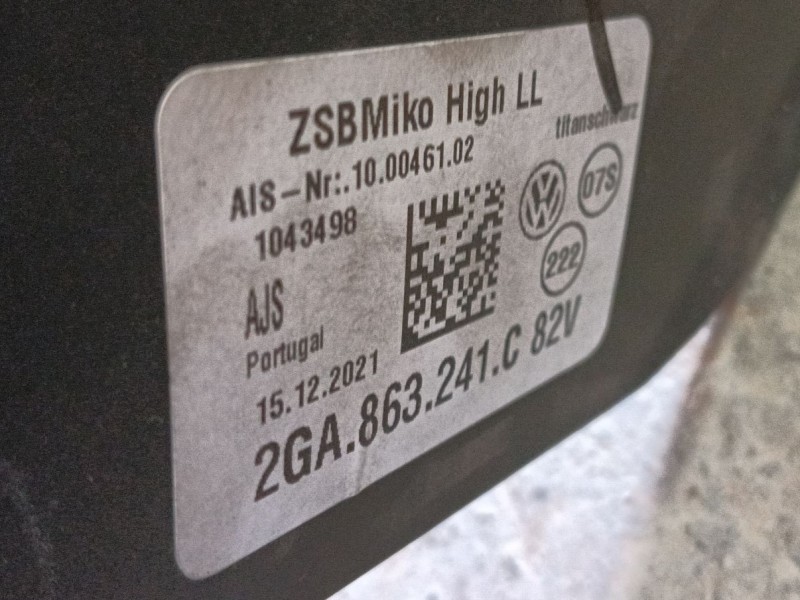 ZSBMiko High LL
titanschwarz
AIS-Nr:.10.00461.02
1043498
07S
222
AJS
Portugal
15.12.2021
2GA.863.241.C 82V